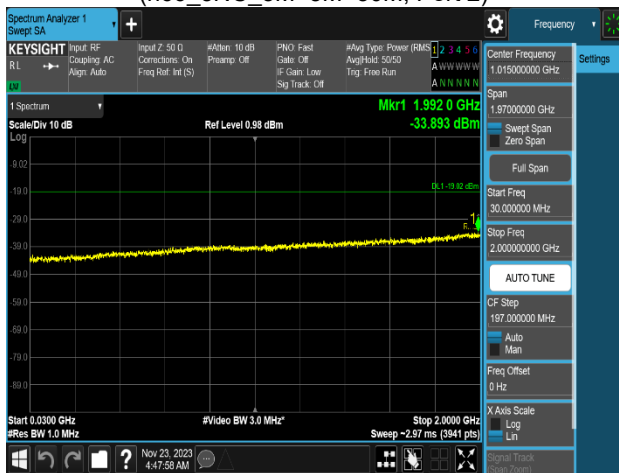 Spectrum Analyzer 1
Swept SA
+
Frequency
KEYSIGHT
RL
Input: RF
Coupling: AC
Align: Auto
Input Z: 50 Ω
Corrections: On
Freq Ref: Int (S)
#Atten: 10 dB
Preamp: Off
PNO: Fast
Gate: Off
IF Gain: Low
Sig Track: Off
#Avg Type: Power (RMS
Avg|Hold: 50/50
Trig: Free Run
1 2 3 4 5 6
A W W W W W
A N N N N N
Center Frequency
1.015000000 GHz
Settings
Span
1.97000000 GHz
Swept Span
Zero Span
Full Span
Start Freq
30.000000 MHz
Stop Freq
2.000000000 GHz
AUTO TUNE
CF Step
197.000000 MHz
Auto
Man
Freq Offset
0 Hz
X Axis Scale
Log
Lin
Signal Track
(Span Zoom)
1 Spectrum
Scale/Div 10 dB
Log
Ref Level 0.98 dBm
Mkr1 1.992 0 GHz
-33.893 dBm
-9.02
-19.0
-29.0
-39.0
-49.0
-59.0
-69.0
-79.0
-89.0
DL1 -19.02 dBm
1
Start 0.0300 GHz
#Res BW 1.0 MHz
#Video BW 3.0 MHz*
Stop 2.0000 GHz
Sweep ~2.97 ms (3941 pts)
?
Nov 23, 2023
4:47:58 AM